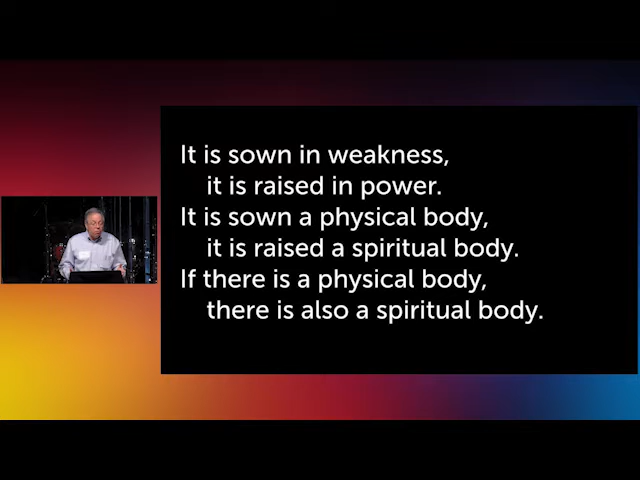 It is sown in weakness,
it is raised in power.
It is sown a physical body,
it is raised a spiritual body.
If there is a physical body,
there is also a spiritual body.